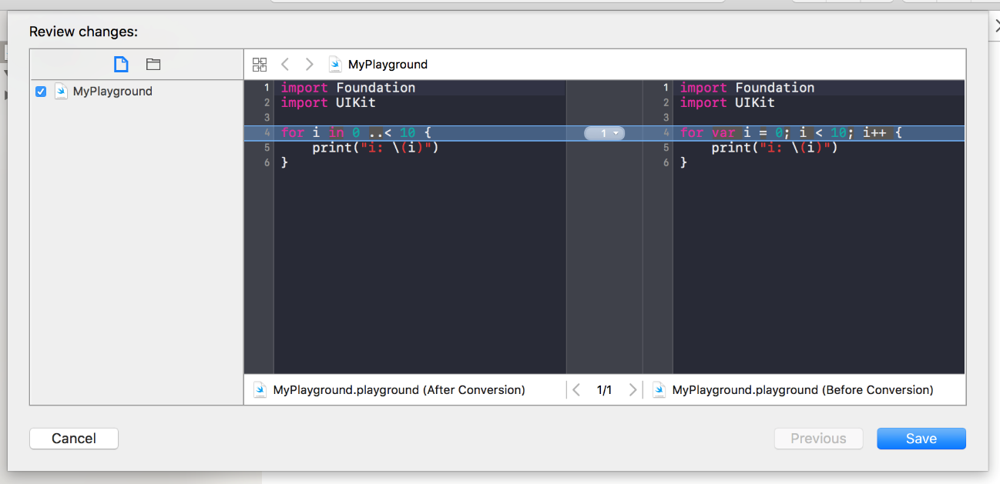 Review changes:
MyPlayground
MyPlayground
1 import Foundation
2 import UIKit
3
4 for i in 0 ..< 10 {
5     print("i: \(i)")
6 }
1
1 import Foundation
2 import UIKit
3
4 for var i = 0; i < 10; i++ {
5     print("i: \(i)")
6 }
MyPlayground.playground (After Conversion)
1/1
MyPlayground.playground (Before Conversion)
Cancel
Previous
Save